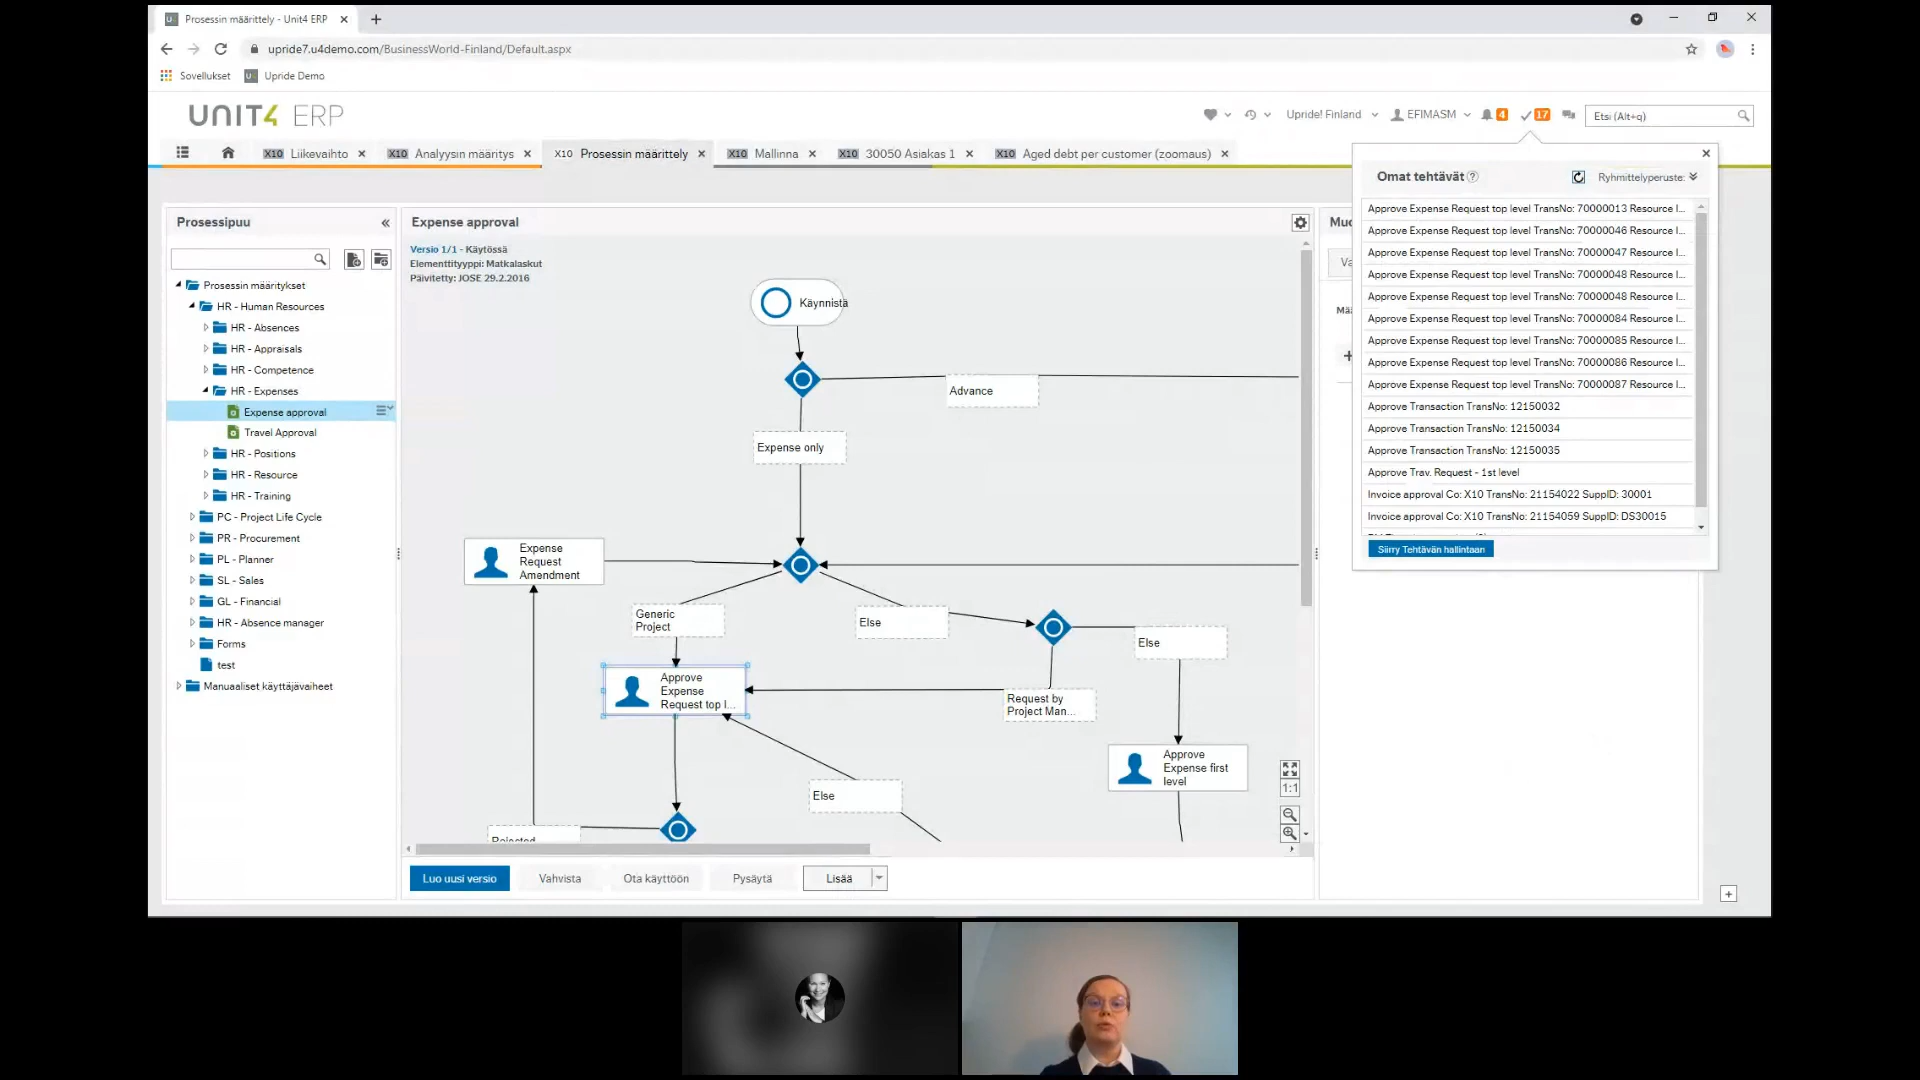 Prosessin määrittely - Unit4 ERP
upride7.u4demo.com/BusinessWorld-Finland/Default.aspx
Sovellukset
Upride Demo
UNIT4 ERP
Upride! Finland
EFIMASM
4
17
Etsi (Alt+q)
X10 Liikevaihto
X10 Analyysin määritys
X10 Prosessin määrittely
X10 Mallinna
X10 30050 Asiakas 1
X10 Aged debt per customer (zoomaus)
Prosessipuu
Prosessin määritykset
HR - Human Resources
HR - Absences
HR - Appraisals
HR - Competence
HR - Expenses
Expense approval
Travel Approval
HR - Positions
HR - Resource
HR - Training
PC - Project Life Cycle
PR - Procurement
PL - Planner
SL - Sales
GL - Financial
HR - Absence manager
Forms
test
Manuaaliset käyttäjävaiheet
Expense approval
Versio 1/1 - Käytössä
Elementtityyppi: Matkalaskut
Päivitetty: JOSE 29.2.2016
Käynnistä
Advance
Expense only
Expense
Request
Amendment
Generic
Project
Else
Else
Approve
Expense
Request top l...
Request by
Project Man...
Approve
Expense first
level
Else
Rejected
1:1
Luo uusi versio
Vahvista
Ota käyttöön
Pysäytä
Lisää
Omat tehtävät
Ryhmittelyperuste:
Approve Expense Request top level TransNo: 70000013 Resource I...
Approve Expense Request top level TransNo: 70000046 Resource I...
Approve Expense Request top level TransNo: 70000047 Resource I...
Approve Expense Request top level TransNo: 70000048 Resource I...
Approve Expense Request top level TransNo: 70000048 Resource I...
Approve Expense Request top level TransNo: 70000084 Resource I...
Approve Expense Request top level TransNo: 70000085 Resource I...
Approve Expense Request top level TransNo: 70000086 Resource I...
Approve Expense Request top level TransNo: 70000087 Resource I...
Approve Transaction TransNo: 12150032
Approve Transaction TransNo: 12150034
Approve Transaction TransNo: 12150035
Approve Trav. Request - 1st level
Invoice approval Co: X10 TransNo: 21154022 SuppID: 30001
Invoice approval Co: X10 TransNo: 21154059 SuppID: DS30015
Siirry Tehtävän hallintaan